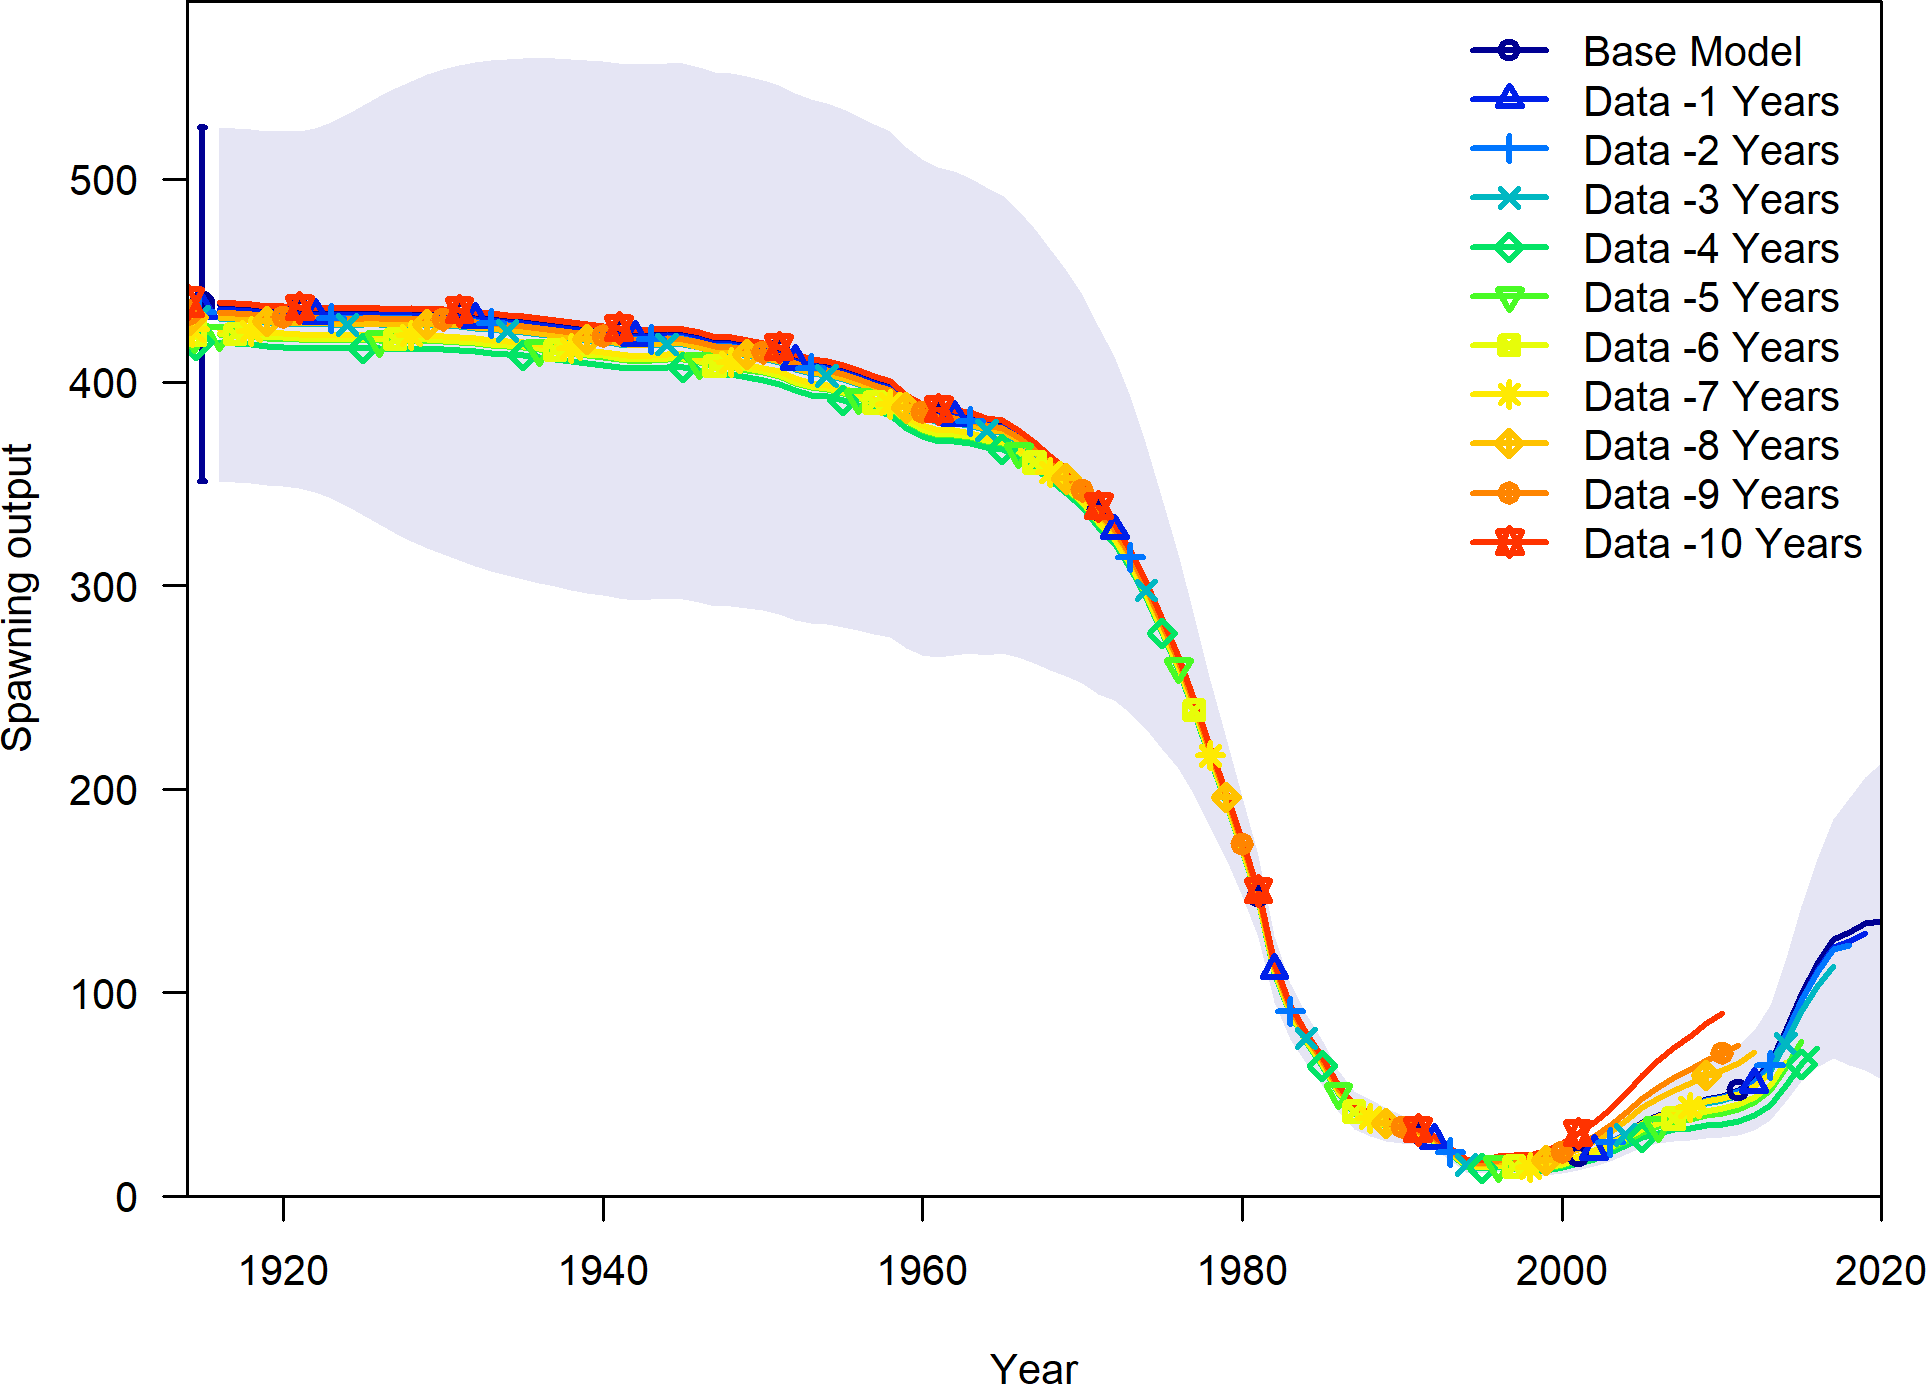 Base Model
Data -1 Years
Data -2 Years
Data -3 Years
Data -4 Years
Data -5 Years
Data -6 Years
Data -7 Years
Data -8 Years
Data -9 Years
Data -10 Years
500
400
300
200
100
0
Spawning output
1920 1940 1960 1980 2000 2020
Year